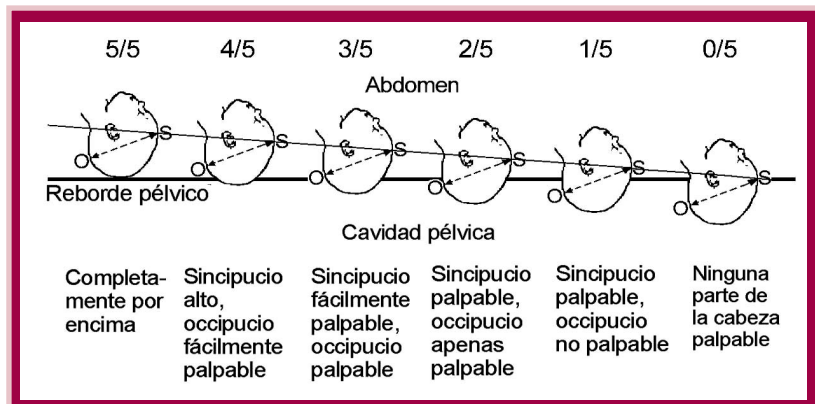 5/5 4/5 3/5 2/5 1/5 0/5
Abdomen
S S S S S S
O O O O O O
Reborde pélvico
Cavidad pélvica
Completa-
mente por
encima
Sincipucio
alto,
occipucio
fácilmente
palpable
Sincipucio
fácilmente
palpable,
occipucio
palpable
Sincipucio
palpable,
occipucio
apenas
palpable
Sincipucio
palpable,
occipucio
no palpable
Ninguna
parte de
la cabeza
palpable